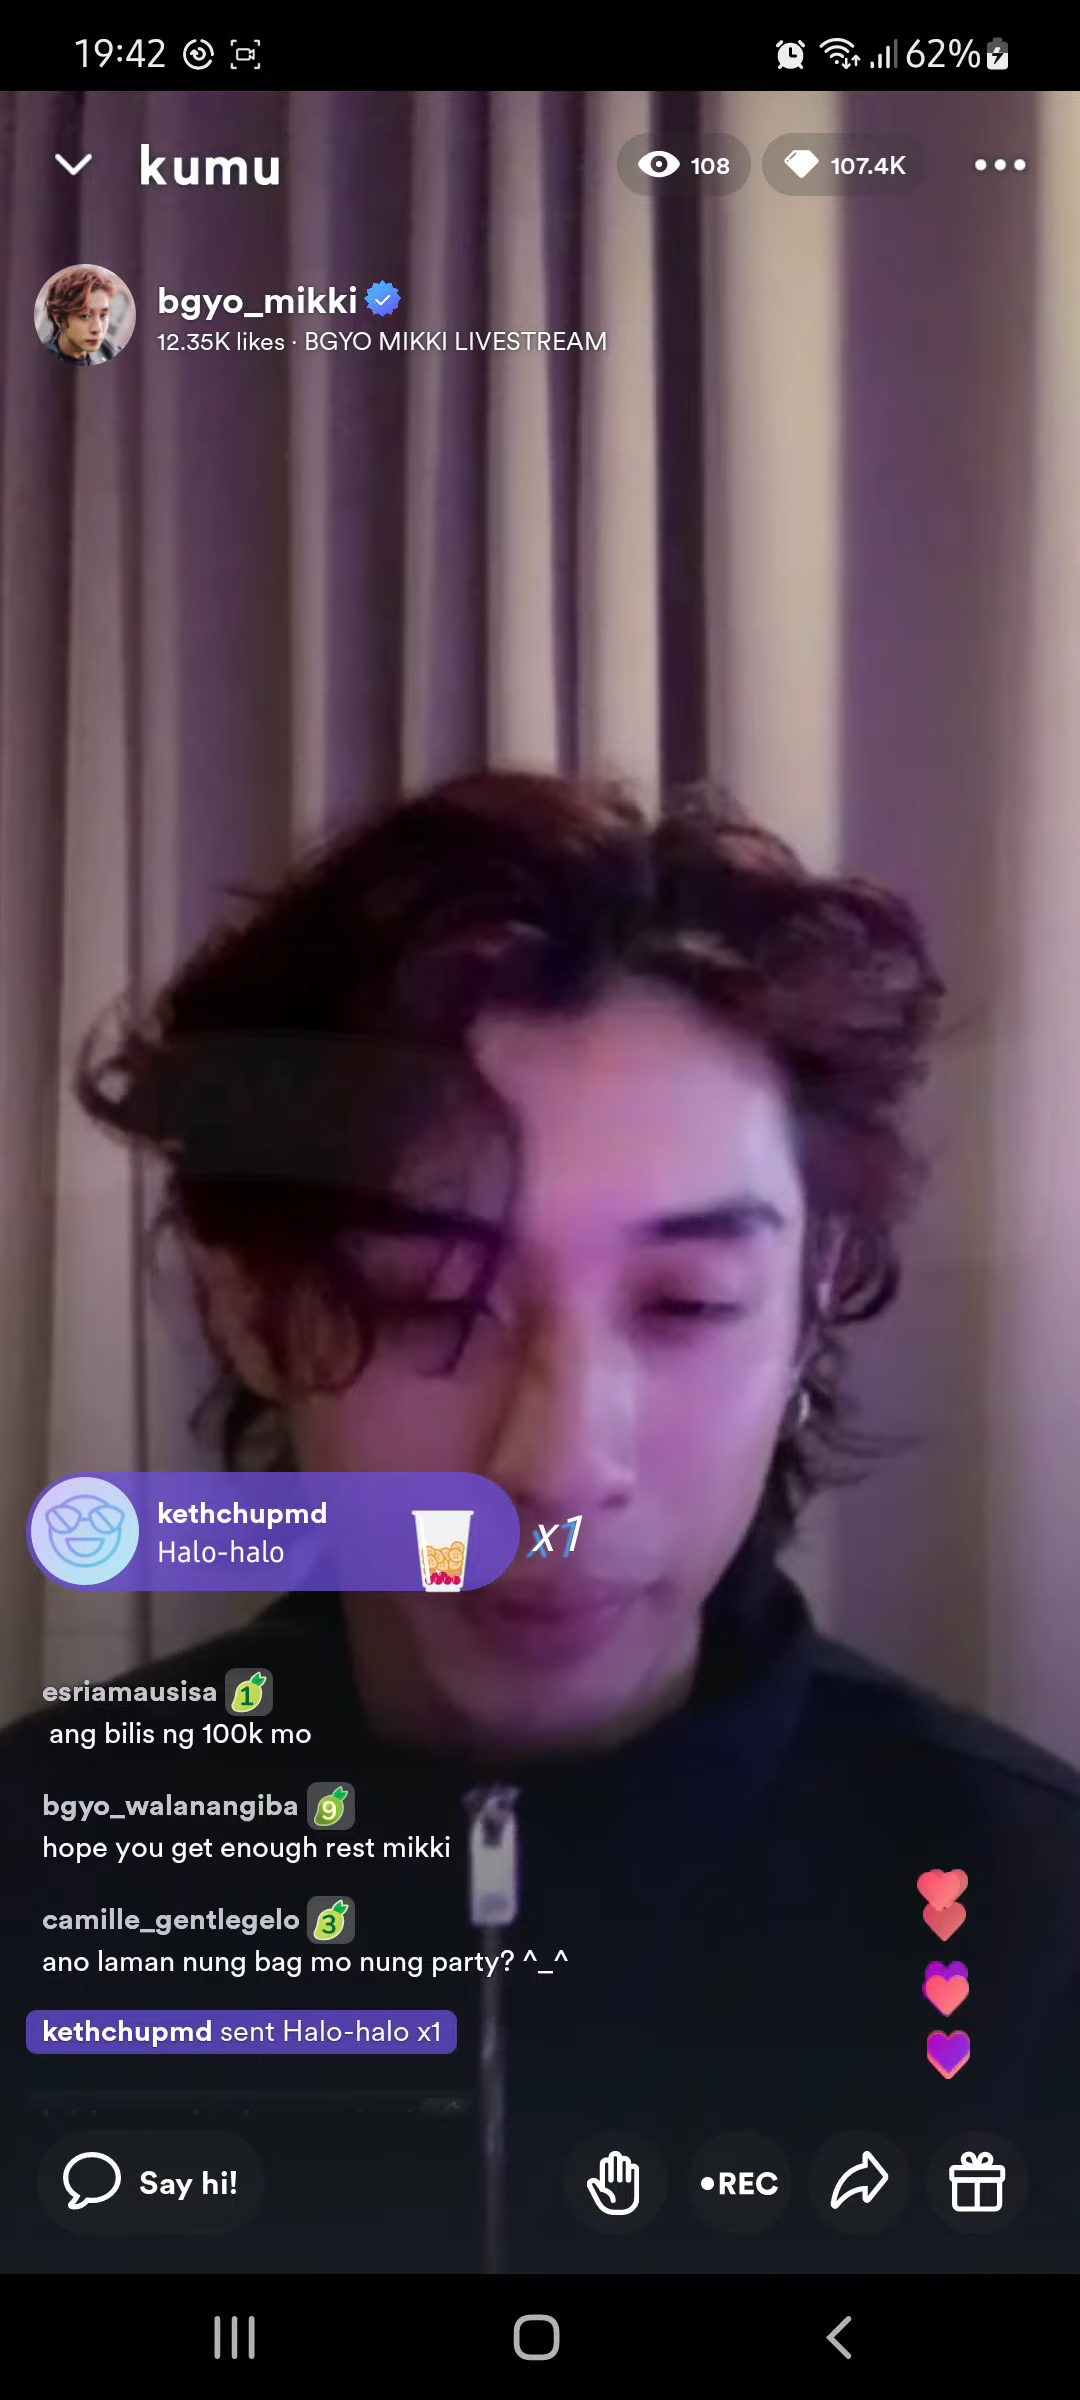 19:42
62%
kumu
108
107.4K
bgyo_mikki
12.35K likes · BGYO MIKKI LIVESTREAM
kethchupmd
Halo-halo
x1
esriamausisa 1
ang bilis ng 100k mo
bgyo_walanangiba 9
hope you get enough rest mikki
camille_gentlegelo 3
ano laman nung bag mo nung party? ^_^
kethchupmd sent Halo-halo x1
Say hi!
•REC